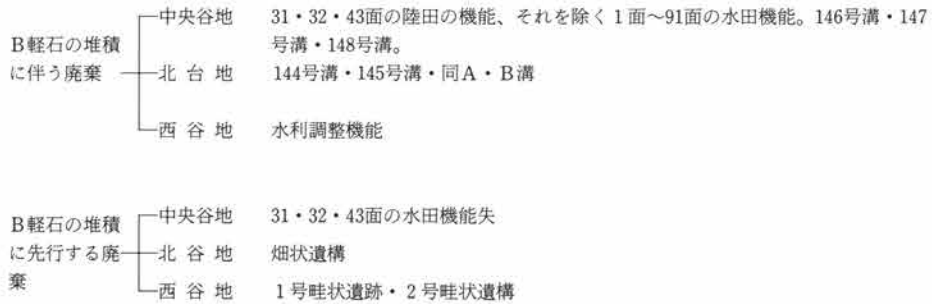 中央谷地 31・32・43面の陸田の機能、それを除く1面〜91面の水田機能。146号溝・147
号溝・148号溝。
B軽石の堆積
に伴う廃棄 北台地 144号溝・145号溝・同A・B溝
西谷地 水利調整機能
中央谷地 31・32・43面の水田機能失
B軽石の堆積
に先行する廃 北谷地 畑状遺構
棄
西谷地 1号畦状遺跡・2号畦状遺構